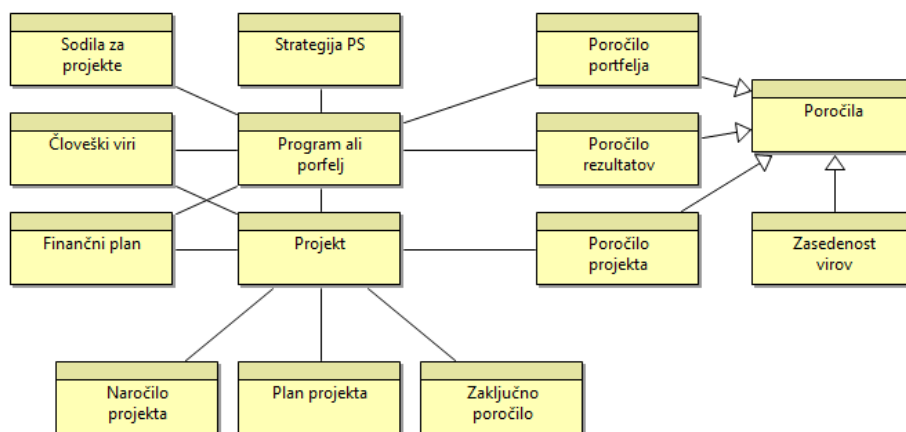 Sodila za
projekte
Strategija PS
Poročilo
portfelja
Poročila
Človeški viri
Program ali
porfelj
Poročilo
rezultatov
Finančni plan
Projekt
Poročilo
projekta
Zasedenost
virov
Naročilo
projekta
Plan projekta
Zaključno
poročilo